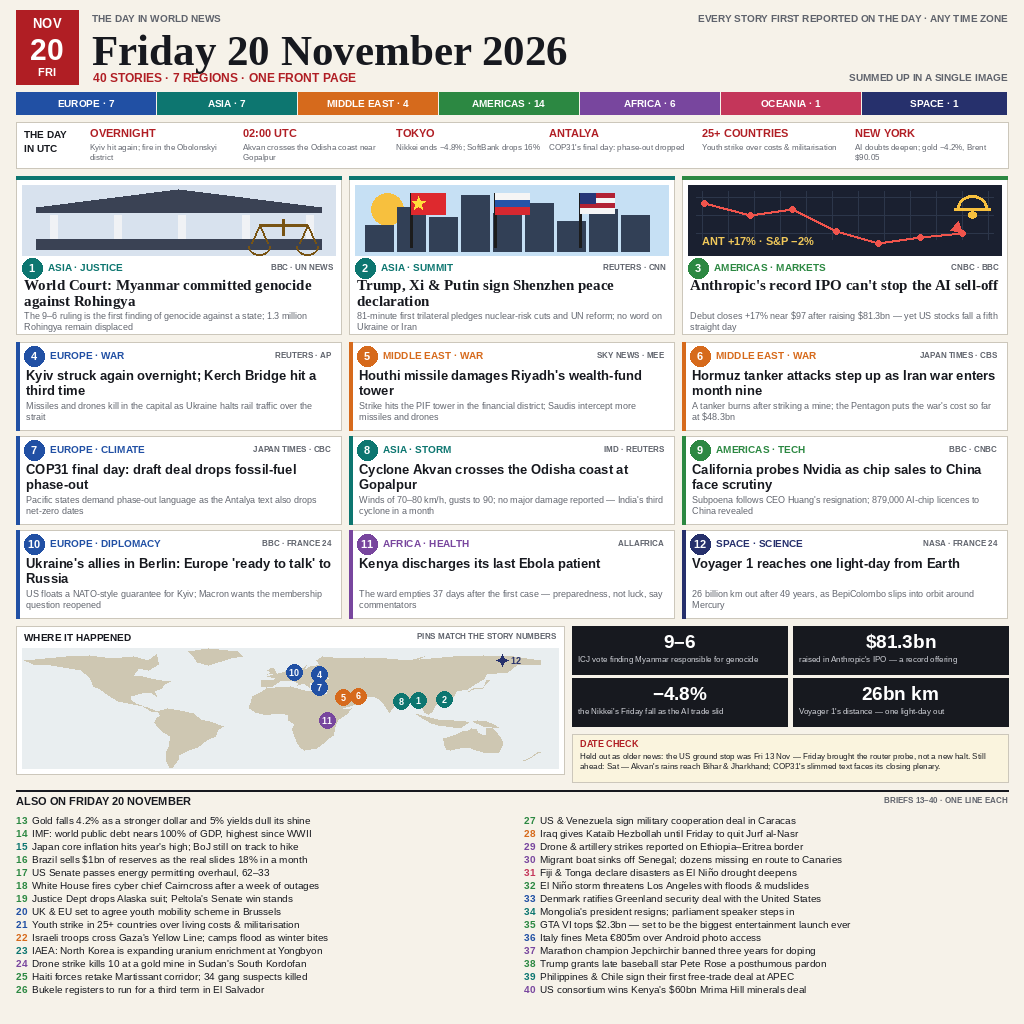 NOV
20
FRI
THE DAY IN WORLD NEWS
EVERY STORY FIRST REPORTED ON THE DAY · ANY TIME ZONE
Friday 20 November 2026
40 STORIES · 7 REGIONS · ONE FRONT PAGE
SUMMED UP IN A SINGLE IMAGE
EUROPE · 7
ASIA · 7
MIDDLE EAST · 4
AMERICAS · 14
AFRICA · 6
OCEANIA · 1
SPACE · 1
THE DAY
IN UTC
OVERNIGHT
Kyiv hit again; fire in the Obolonskyi
district
02:00 UTC
Akvan crosses the Odisha coast near
Gopalpur
TOKYO
Nikkei ends −4.8%; SoftBank drops 16%
ANTALYA
COP31's final day: phase-out dropped
25+ COUNTRIES
Youth strike over costs & militarisation
NEW YORK
AI doubts deepen; gold −4.2%, Brent
$90.05
1 ASIA · JUSTICE
BBC · UN NEWS
World Court: Myanmar committed genocide
against Rohingya
The 9–6 ruling is the first finding of genocide against a state; 1.3 million
Rohingya remain displaced
2 ASIA · SUMMIT
REUTERS · CNN
Trump, Xi & Putin sign Shenzhen peace
declaration
81-minute first trilateral pledges nuclear-risk cuts and UN reform; no word on
Ukraine or Iran
ANT +17% · S&P −2%
3 AMERICAS · MARKETS
CNBC · BBC
Anthropic's record IPO can't stop the AI sell-off
Debut closes +17% near $97 after raising $81.3bn — yet US stocks fall a fifth
straight day
4 EUROPE · WAR
REUTERS · AP
Kyiv struck again overnight; Kerch Bridge hit a
third time
Missiles and drones kill in the capital as Ukraine halts rail traffic over the
strait
5 MIDDLE EAST · WAR
SKY NEWS · MEE
Houthi missile damages Riyadh's wealth-fund
tower
Strike hits the PIF tower in the financial district; Saudis intercept more
missiles and drones
6 MIDDLE EAST · WAR
JAPAN TIMES · CBS
Hormuz tanker attacks step up as Iran war enters
month nine
A tanker burns after striking a mine; the Pentagon puts the war's cost so far
at $48.3bn
7 EUROPE · CLIMATE
JAPAN TIMES · CBC
COP31 final day: draft deal drops fossil-fuel
phase-out
Pacific states demand phase-out language as the Antalya text also drops
net-zero dates
8 ASIA · STORM
IMD · REUTERS
Cyclone Akvan crosses the Odisha coast at
Gopalpur
Winds of 70–80 km/h, gusts to 90; no major damage reported — India's third
cyclone in a month
9 AMERICAS · TECH
BBC · CNBC
California probes Nvidia as chip sales to China
face scrutiny
Subpoena follows CEO Huang's resignation; 879,000 AI-chip licences to
China revealed
10 EUROPE · DIPLOMACY
BBC · FRANCE 24
Ukraine's allies in Berlin: Europe 'ready to talk' to
Russia
US floats a NATO-style guarantee for Kyiv; Macron wants the membership
question reopened
11 AFRICA · HEALTH
ALLAFRICA
Kenya discharges its last Ebola patient
The ward empties 37 days after the first case — preparedness, not luck, say
commentators
12 SPACE · SCIENCE
NASA · FRANCE 24
Voyager 1 reaches one light-day from Earth
26 billion km out after 49 years, as BepiColombo slips into orbit around
Mercury
WHERE IT HAPPENED
PINS MATCH THE STORY NUMBERS
12
10
4
7
5
6
8
1
2
11
9–6
ICJ vote finding Myanmar responsible for genocide
$81.3bn
raised in Anthropic's IPO — a record offering
−4.8%
the Nikkei's Friday fall as the AI trade slid
26bn km
Voyager 1's distance — one light-day out
DATE CHECK
Held out as older news: the US ground stop was Fri 13 Nov — Friday brought the router probe, not a new halt. Still
ahead: Sat — Akvan's rains reach Bihar & Jharkhand; COP31's slimmed text faces its closing plenary.
ALSO ON FRIDAY 20 NOVEMBER
BRIEFS 13–40 · ONE LINE EACH
13 Gold falls 4.2% as a stronger dollar and 5% yields dull its shine
14 IMF: world public debt nears 100% of GDP, highest since WWII
15 Japan core inflation hits year's high; BoJ still on track to hike
16 Brazil sells $1bn of reserves as the real slides 18% in a month
17 US Senate passes energy permitting overhaul, 62–33
18 White House fires cyber chief Cairncross after a week of outages
19 Justice Dept drops Alaska suit; Peltola's Senate win stands
20 UK & EU set to agree youth mobility scheme in Brussels
21 Youth strike in 25+ countries over living costs & militarisation
22 Israeli troops cross Gaza's Yellow Line; camps flood as winter bites
23 IAEA: North Korea is expanding uranium enrichment at Yongbyon
24 Drone strike kills 10 at a gold mine in Sudan's South Kordofan
25 Haiti forces retake Martissant corridor; 34 gang suspects killed
26 Bukele registers to run for a third term in El Salvador
27 US & Venezuela sign military cooperation deal in Caracas
28 Iraq gives Kataib Hezbollah until Friday to quit Jurf al-Nasr
29 Drone & artillery strikes reported on Ethiopia–Eritrea border
30 Migrant boat sinks off Senegal; dozens missing en route to Canaries
31 Fiji & Tonga declare disasters as El Niño drought deepens
32 El Niño storm threatens Los Angeles with floods & mudslides
33 Denmark ratifies Greenland security deal with the United States
34 Mongolia's president resigns; parliament speaker steps in
35 GTA VI tops $2.3bn — set to be the biggest entertainment launch ever
36 Italy fines Meta €805m over Android photo access
37 Marathon champion Jepchirchir banned three years for doping
38 Trump grants late baseball star Pete Rose a posthumous pardon
39 Philippines & Chile sign their first free-trade deal at APEC
40 US consortium wins Kenya's $60bn Mrima Hill minerals deal